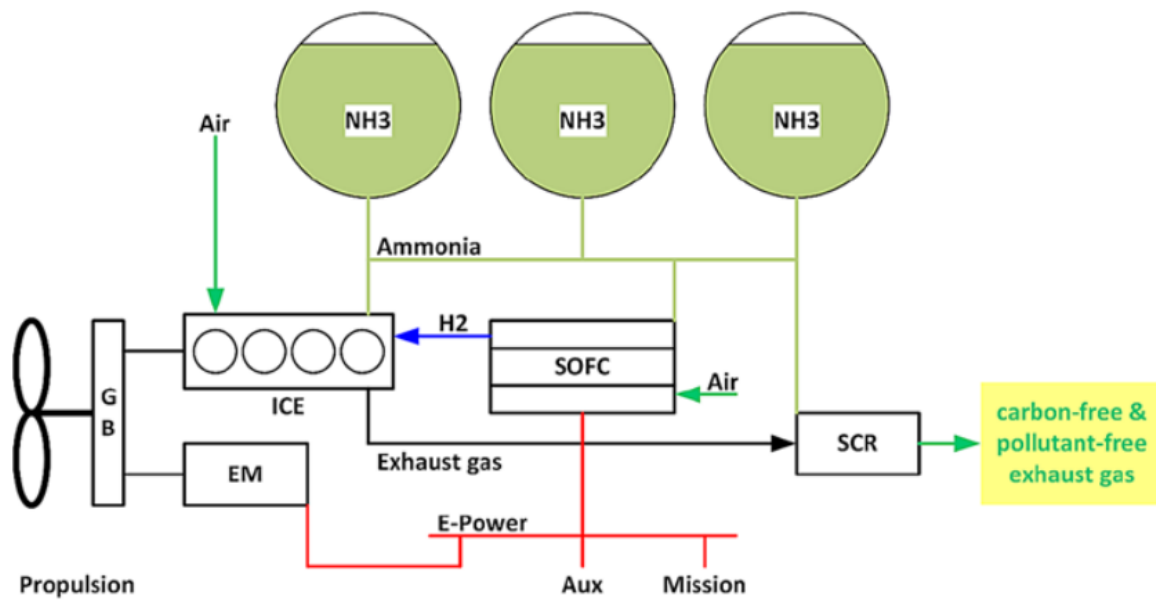 NH3
NH3
NH3
Air
Ammonia
H2
SOFC
Air
G
B
ICE
carbon-free &
pollutant-free
exhaust gas
SCR
Exhaust gas
EM
E-Power
Propulsion
Aux
Mission